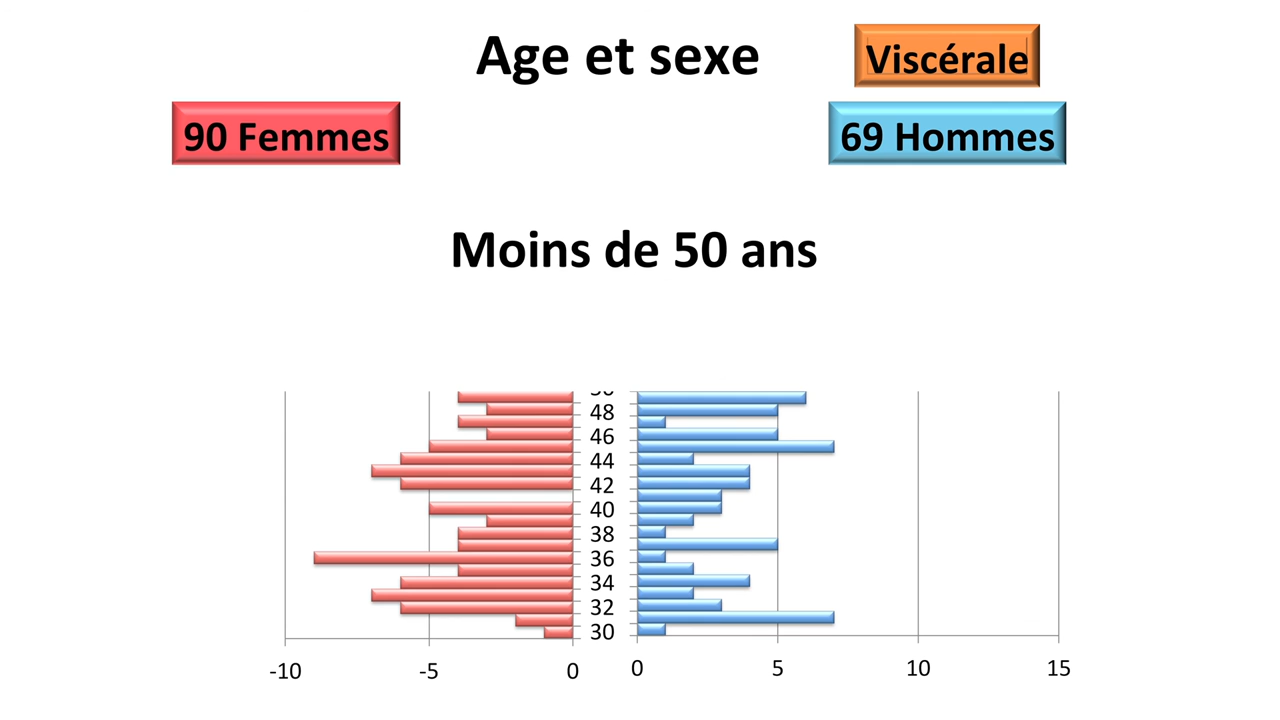 Age et sexe
Viscérale
90 Femmes
69 Hommes
Moins de 50 ans
48
46
44
42
40
38
36
34
32
30
-10 -5 0 0 5 10 15